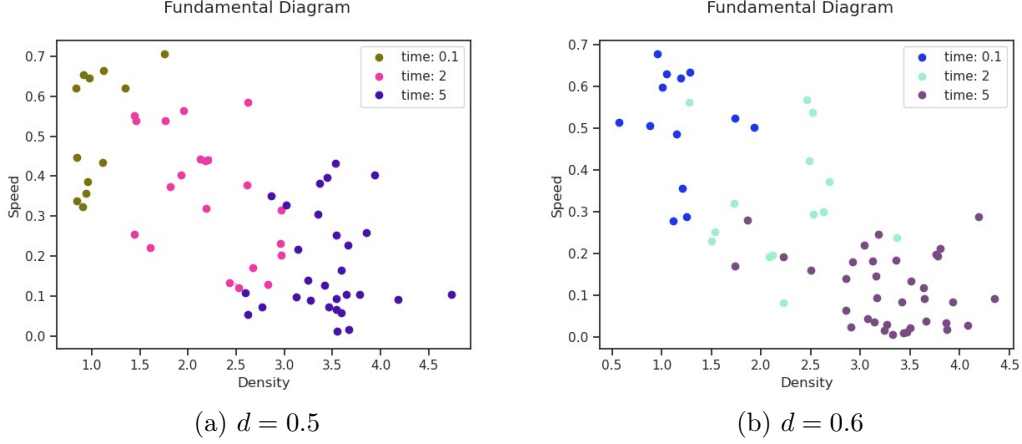 Fundamental Diagram
0.7
0.6
0.5
0.4
0.3
0.2
0.1
0.0
Speed
1.0 1.5 2.0 2.5 3.0 3.5 4.0 4.5
Density
time: 0.1
time: 2
time: 5
(a) d = 0.5
Fundamental Diagram
0.7
0.6
0.5
0.4
0.3
0.2
0.1
0.0
Speed
0.5 1.0 1.5 2.0 2.5 3.0 3.5 4.0 4.5
Density
time: 0.1
time: 2
time: 5
(b) d = 0.6